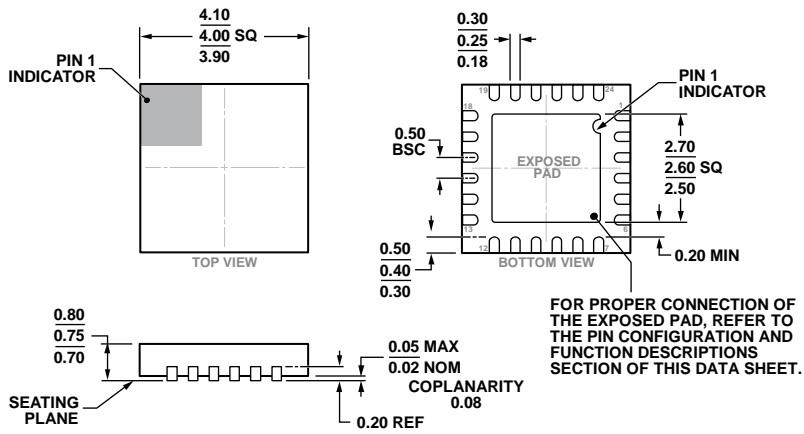 4.10
4.00 SQ
3.90
PIN 1
INDICATOR
TOP VIEW
0.30
0.25
0.18
PIN 1
INDICATOR
19
24
18
1
0.50
BSC
EXPOSED
PAD
2.70
2.60 SQ
2.50
13
6
12
7
BOTTOM VIEW
0.50
0.40
0.30
0.20 MIN
FOR PROPER CONNECTION OF
THE EXPOSED PAD, REFER TO
THE PIN CONFIGURATION AND
FUNCTION DESCRIPTIONS
SECTION OF THIS DATA SHEET.
0.80
0.75
0.70
0.05 MAX
0.02 NOM
COPLANARITY
0.08
SEATING
PLANE
0.20 REF